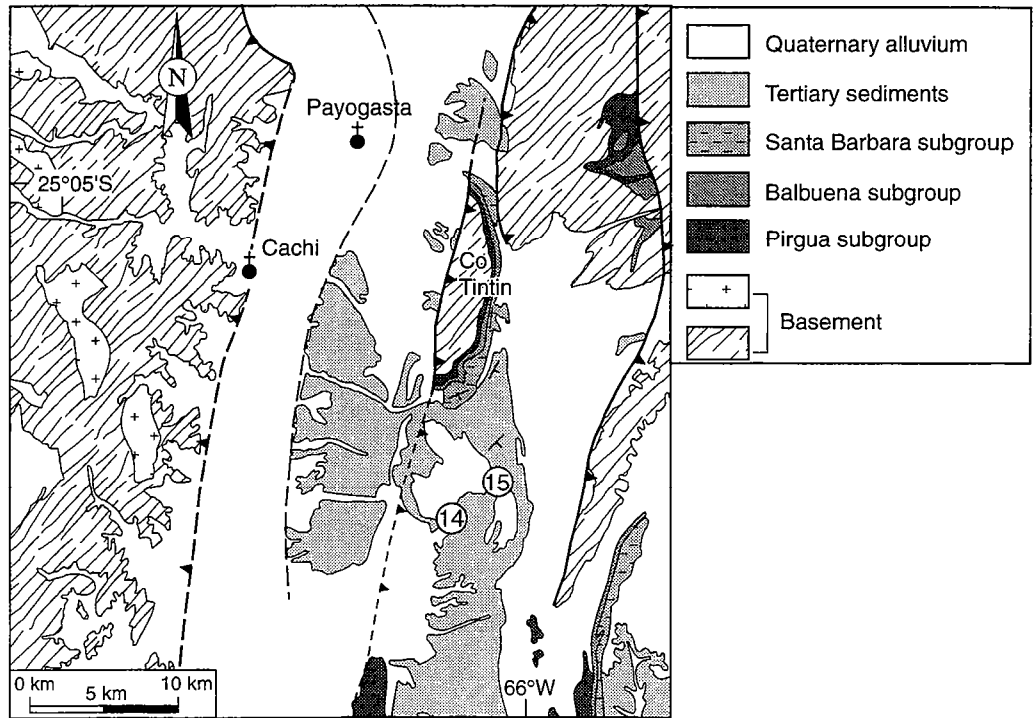 N
Payogasta
25°05'S
Cachi
Co
Tintin
15
14
66°W
0 km 10 km
5 km
Quaternary alluvium
Tertiary sediments
Santa Barbara subgroup
Balbuena subgroup
Pirgua subgroup
Basement